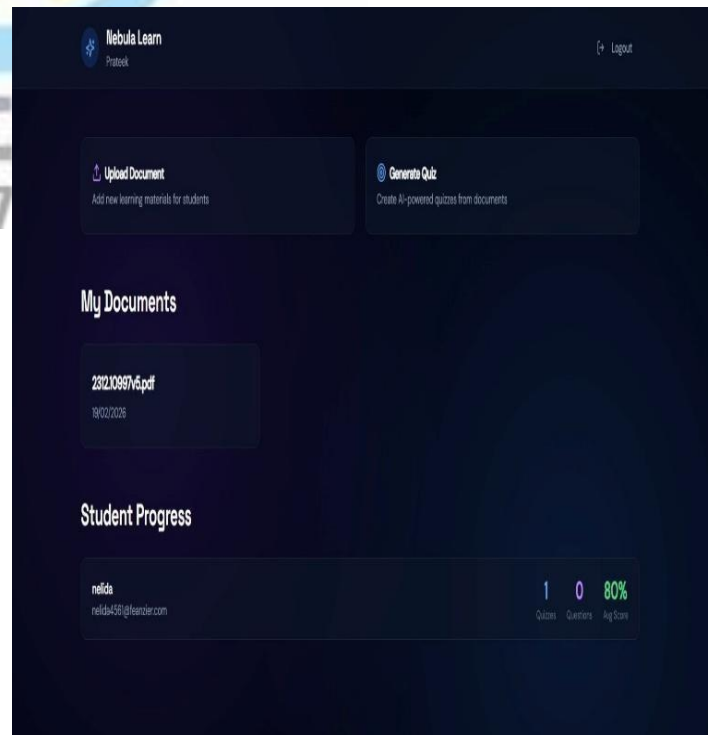 Nebula Learn
Prateek
Logout
Upload Document
Add new learning materials for students
Generate Quiz
Create AI-powered quizzes from documents
My Documents
2312.10997v5.pdf
19/02/2026
Student Progress
nelida
nelida4561@feanzier.com
1 0 80%
Quizzes Questions Avg Score
7